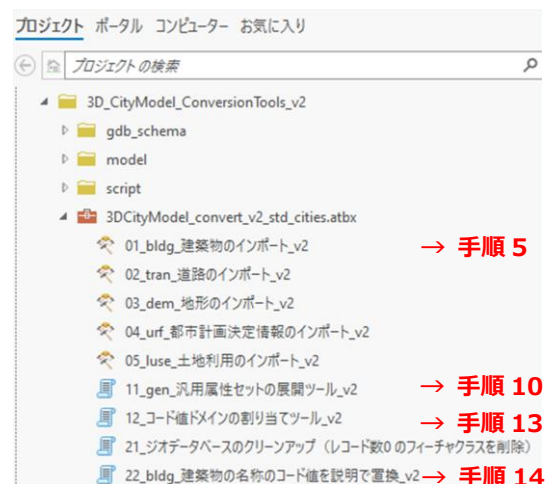 プロジェクト ポータル コンピューター お気に入り
プロジェクトの検索
3D_CityModel_ConversionTools_v2
gdb_schema
model
script
3DCityModel_convert_v2_std_cities.atbx
01_bldg_建築物のインポート_v2 → 手順 5
02_tran_道路のインポート_v2
03_dem_地形のインポート_v2
04_urf_都市計画決定情報のインポート_v2
05_luse_土地利用のインポート_v2
11_gen_汎用属性セットの展開ツール_v2 → 手順 10
12_コード値ドメインの割り当てツール_v2 → 手順 13
21_ジオデータベースのクリーンアップ（レコード数0 のフィーチャクラスを削除）
22_bldg_建築物の名称のコード値を説明で置換_v2 → 手順 14